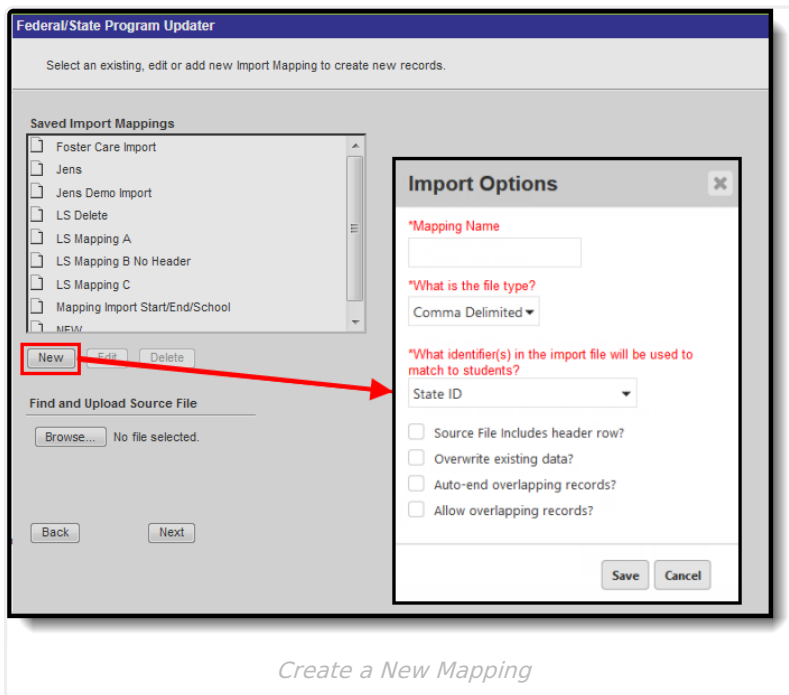 Federal/State Program Updater
Select an existing, edit or add new Import Mapping to create new records.
Saved Import Mappings
Foster Care Import
Jens
Jens Demo Import
LS Delete
LS Mapping A
LS Mapping B No Header
LS Mapping C
Mapping Import Start/End/School
NEW
New Edit Delete
Find and Upload Source File
Browse... No file selected.
Back Next
Import Options
*Mapping Name
*What is the file type?
Comma Delimited
*What identifier(s) in the import file will be used to
match to students?
State ID
Source File Includes header row?
Overwrite existing data?
Auto-end overlapping records?
Allow overlapping records?
Save Cancel
Create a New Mapping